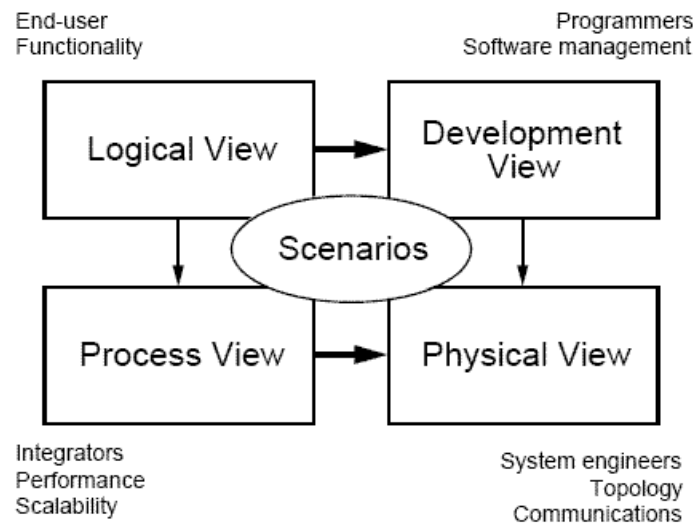 End-user
Functionality
Programmers
Software management
Logical View
Development
View
Scenarios
Process View
Physical View
Integrators
Performance
Scalability
System engineers
Topology
Communications